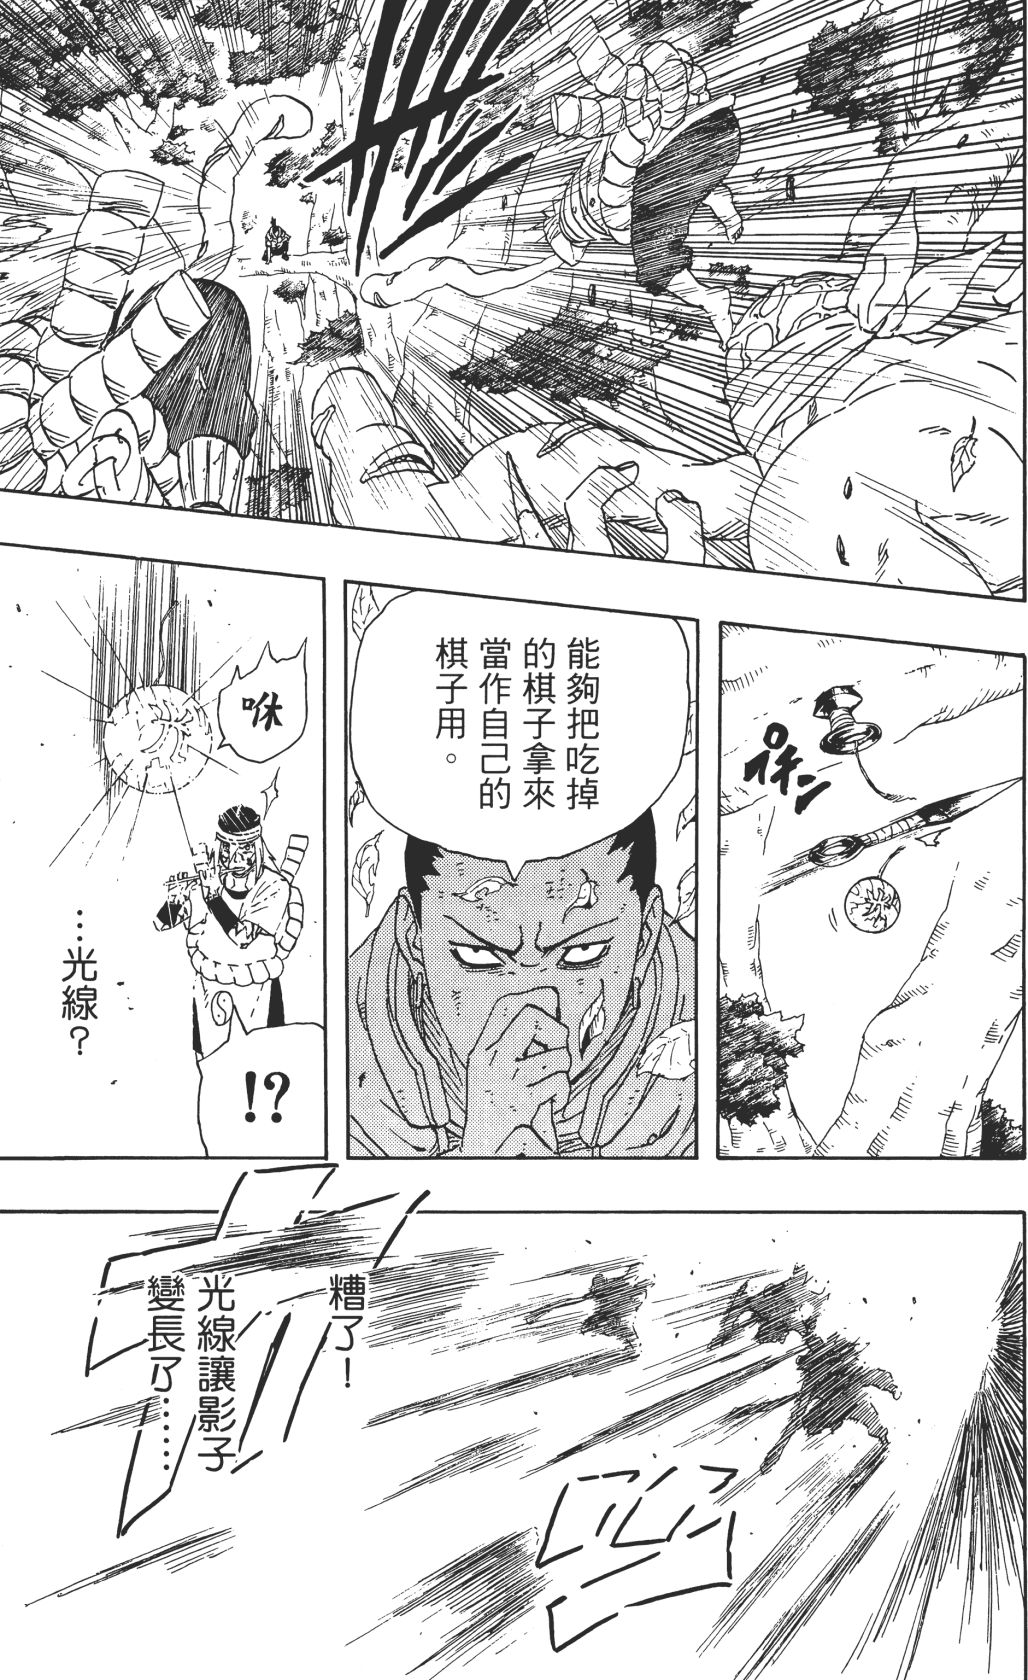 ピキン
能夠把吃掉
的棋子拿來
當作自己的
棋子用。
咻
!?
…光線？
糟了！
光線讓影子
變長了……